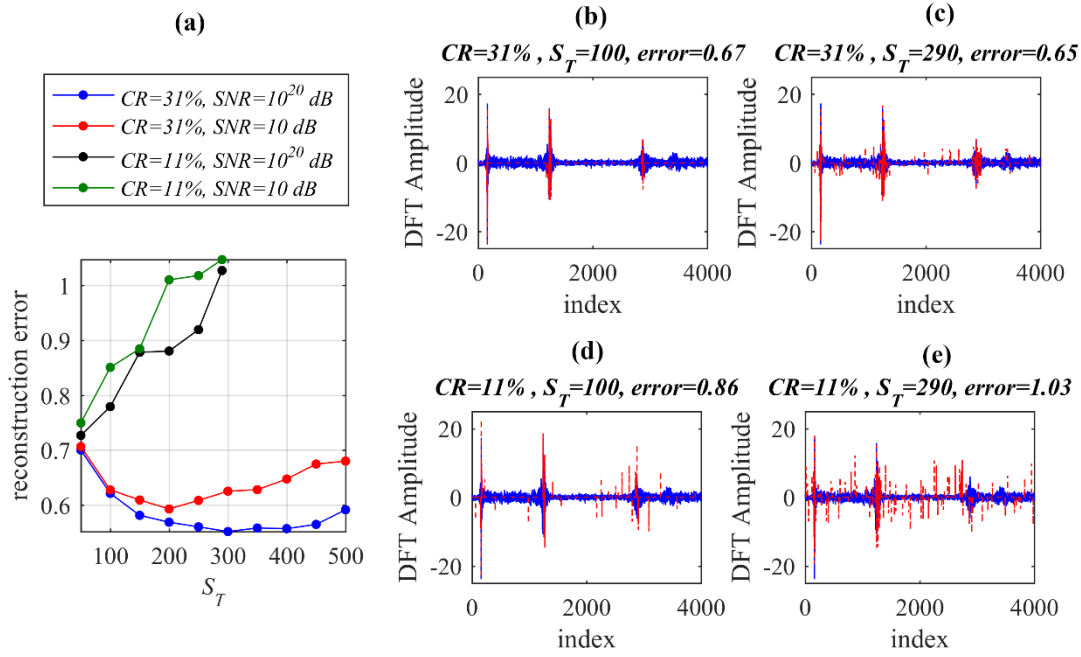 (a)
CR=31%, SNR=10^20 dB
CR=31%, SNR=10 dB
CR=11%, SNR=10^20 dB
CR=11%, SNR=10 dB
reconstruction error
1
0.9
0.8
0.7
0.6
100 200 300 400 500
S_T
(b)
CR=31% , S_T=100, error=0.67
DFT Amplitude
20
0
-20
0 2000 4000
index
(c)
CR=31% , S_T=290, error=0.65
DFT Amplitude
20
0
-20
0 2000 4000
index
(d)
CR=11% , S_T=100, error=0.86
DFT Amplitude
20
0
-20
0 2000 4000
index
(e)
CR=11% , S_T=290, error=1.03
DFT Amplitude
20
0
-20
0 2000 4000
index